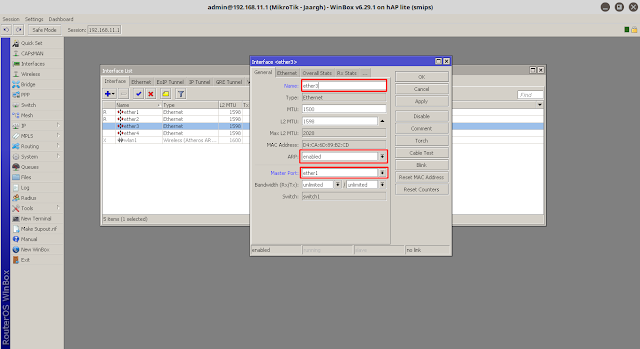 admin@192.168.11.1 (MikroTik - Jaargh) - WinBox v6.29.1 on hAP lite (smips)
Session Settings Dashboard
Safe Mode Session: 192.168.11.1
Quick Set
CAPsMAN
Interfaces
Wireless
Bridge
PPP
Switch
Mesh
IP
MPLS
Routing
System
Queues
Files
Log
Radius
Tools
New Terminal
Make Supout.rif
Manual
New WinBox
Exit
RouterOS WinBox
Interface List
Interface Ethernet EoIP Tunnel IP Tunnel GRE Tunnel
Find
Name Type L2 MTU
R ether1 Ethernet 1598
R ether2 Ethernet 1598
ether3 Ethernet 1598
ether4 Ethernet 1598
X wlan1 Wireless (Atheros AR... 1600
5 items (1 selected)
Interface <ether3>
General Ethernet Overall Stats Rx Stats ...
Name: ether3
Type: Ethernet
MTU: 1500
L2 MTU: 1598
Max L2 MTU: 2028
MAC Address: D4:CA:6D:89:B2:CD
ARP: enabled
Master Port: ether1
Bandwidth (Rx/Tx): unlimited / unlimited
Switch: switch1
OK
Cancel
Apply
Disable
Comment
Torch
Cable Test
Blink
Reset MAC Address
Reset Counters
enabled running slave no link